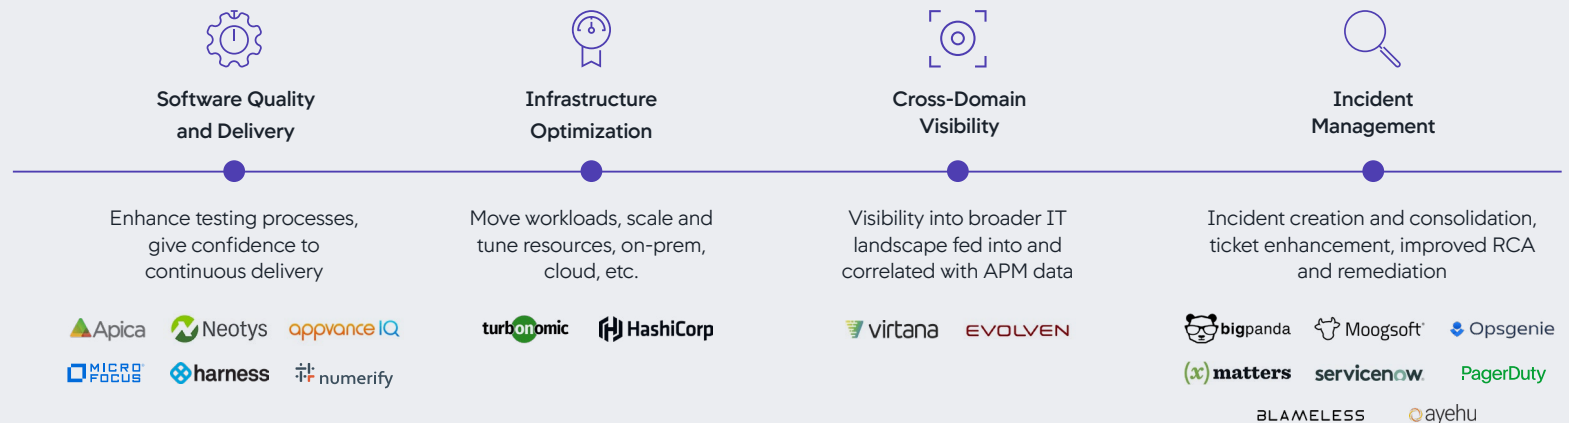 Software Quality
and Delivery
Enhance testing processes,
give confidence to
continuous delivery
Apica Neotys appvance IQ
MICRO
FOCUS
harness numerify
Infrastructure
Optimization
Move workloads, scale and
tune resources, on-prem,
cloud, etc.
turbonomic HashiCorp
Cross-Domain
Visibility
Visibility into broader IT
landscape fed into and
correlated with APM data
virtana EVOLVEN
Incident
Management
Incident creation and consolidation,
ticket enhancement, improved RCA
and remediation
bigpanda Moogsoft Opsgenie
(x) matters servicenow PagerDuty
BLAMELESS ayehu